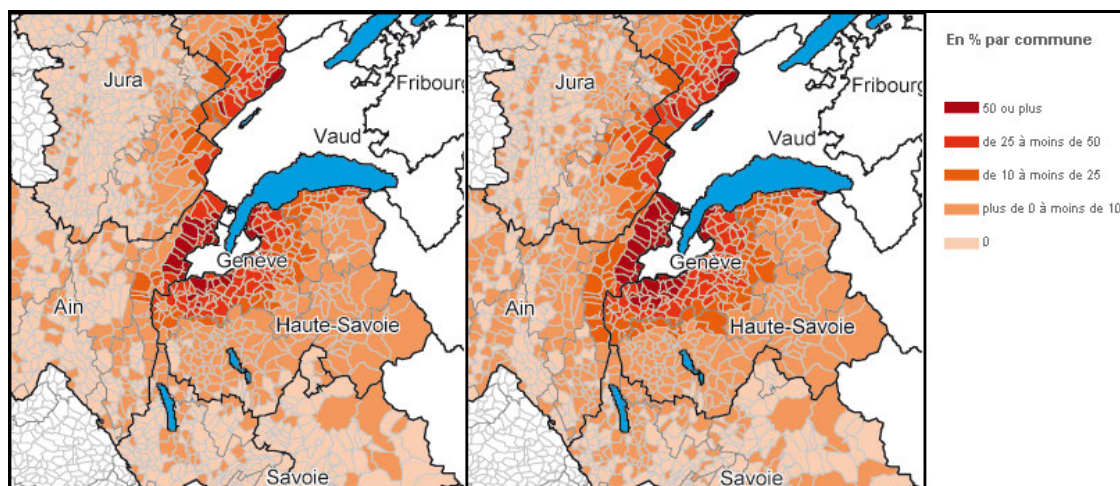 Jura
Fribourg
Vaud
Genève
Ain
Haute-Savoie
Savoie
Jura
Fribourg
Vaud
Genève
Ain
Haute-Savoie
Savoie
En % par commune
50 ou plus
de 25 à moins de 50
de 10 à moins de 25
plus de 0 à moins de 10
0